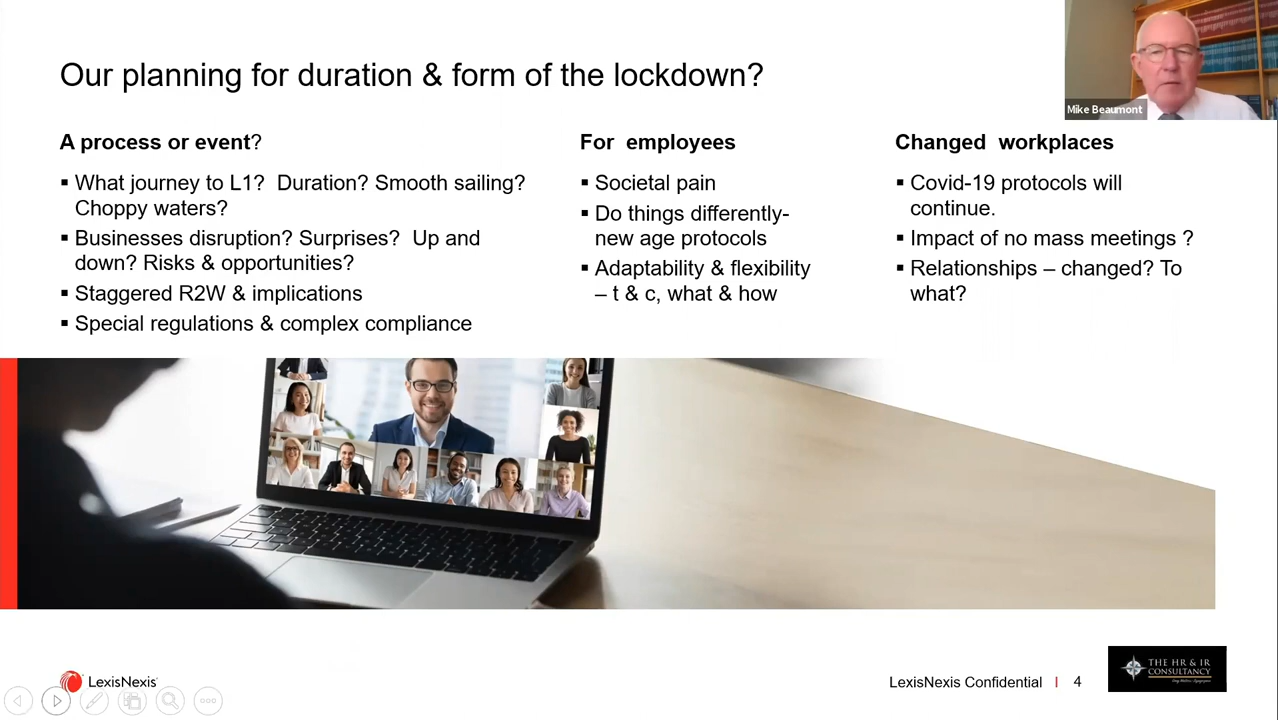 Our planning for duration & form of the lockdown?
Mike Beaumont
A process or event?
▪ What journey to L1?  Duration? Smooth sailing?
Choppy waters?
▪ Businesses disruption? Surprises?  Up and
down? Risks & opportunities?
▪ Staggered R2W & implications
▪ Special regulations & complex compliance
For  employees
▪ Societal pain
▪ Do things differently-
new age protocols
▪ Adaptability & flexibility
– t & c, what & how
Changed  workplaces
▪ Covid-19 protocols will
continue.
▪ Impact of no mass meetings ?
▪ Relationships – changed? To
what?
LexisNexis
LexisNexis Confidential | 4
THE HR & IR
CONSULTANCY